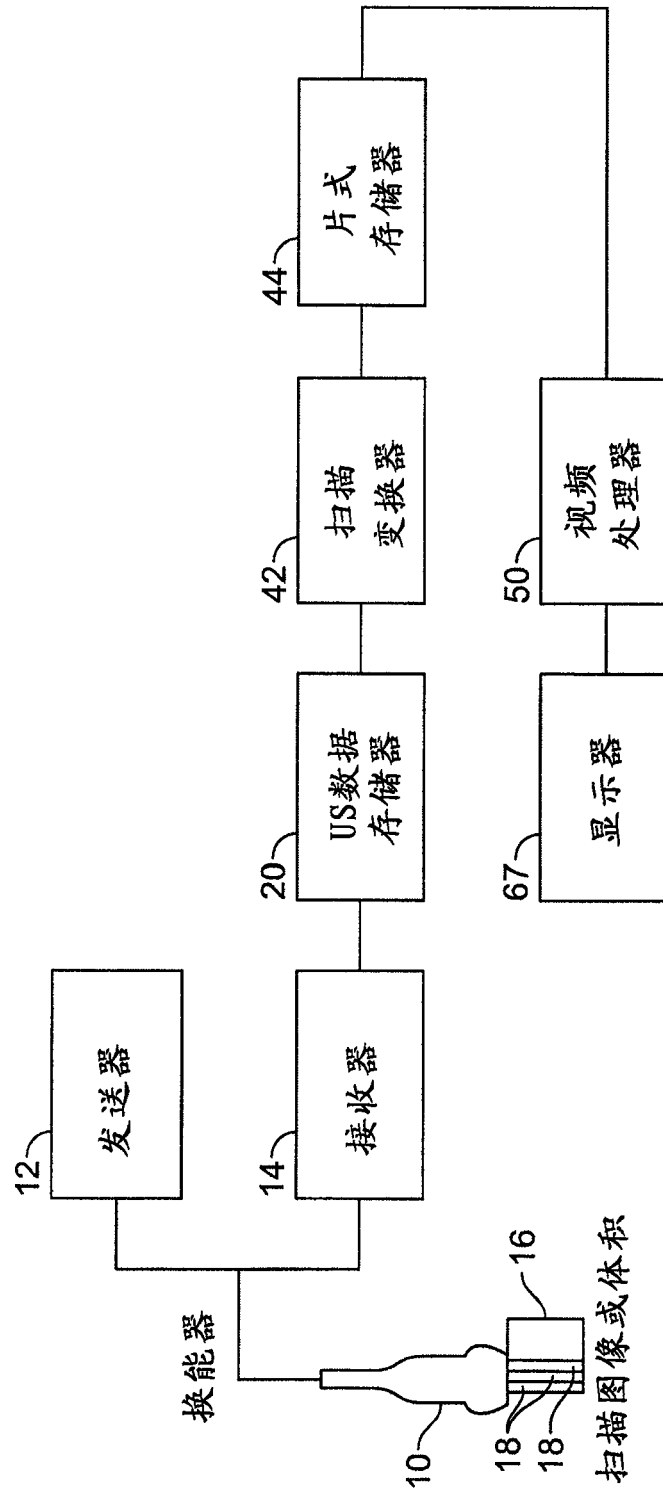 12
发送器
换能器
14
接收器
20
US数据
存储器
42
扫描
变换器
44
片式
存储器
10
18
18
16
扫描图像或体积
67
显示器
50
视频
处理器